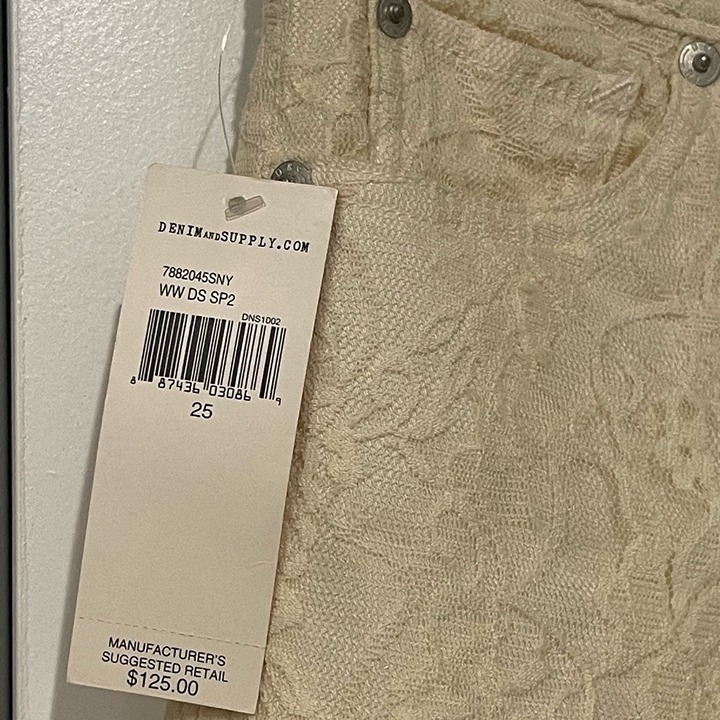 DENIMANDSUPPLY.COM
7882045SNY
WW DS SP2
DNS1002
8 87436 03086 9
25
MANUFACTURER'S
SUGGESTED RETAIL
$125.00